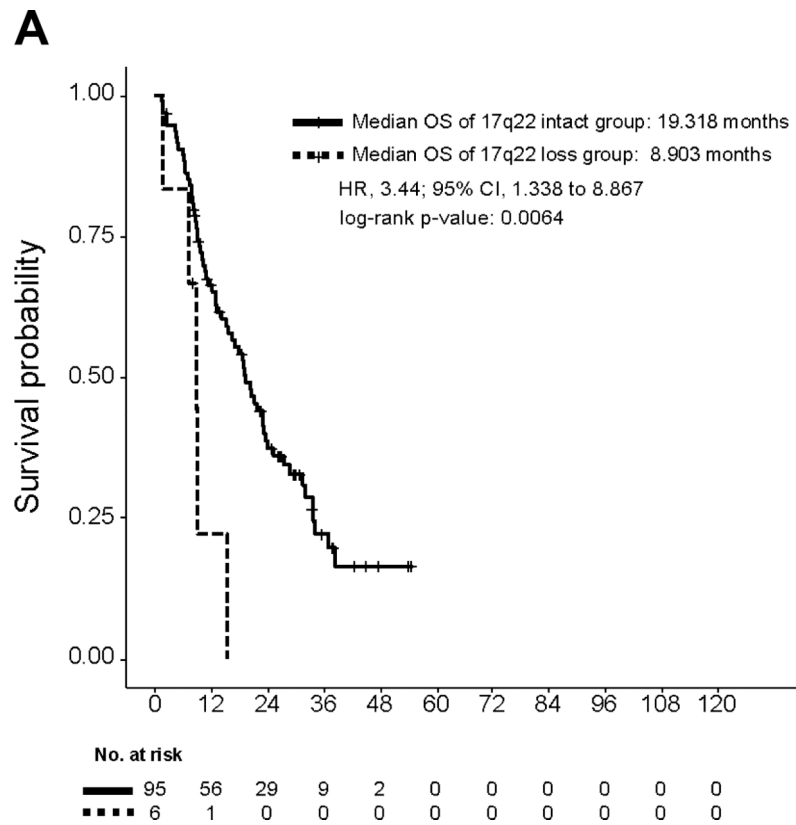 A
1.00
0.75
0.50
0.25
0.00
Survival probability
Median OS of 17q22 intact group: 19.318 months
Median OS of 17q22 loss group: 8.903 months
HR, 3.44; 95% CI, 1.338 to 8.867
log-rank p-value: 0.0064
0 12 24 36 48 60 72 84 96 108 120
No. at risk
95 56 29 9 2 0 0 0 0 0 0
6 1 0 0 0 0 0 0 0 0 0